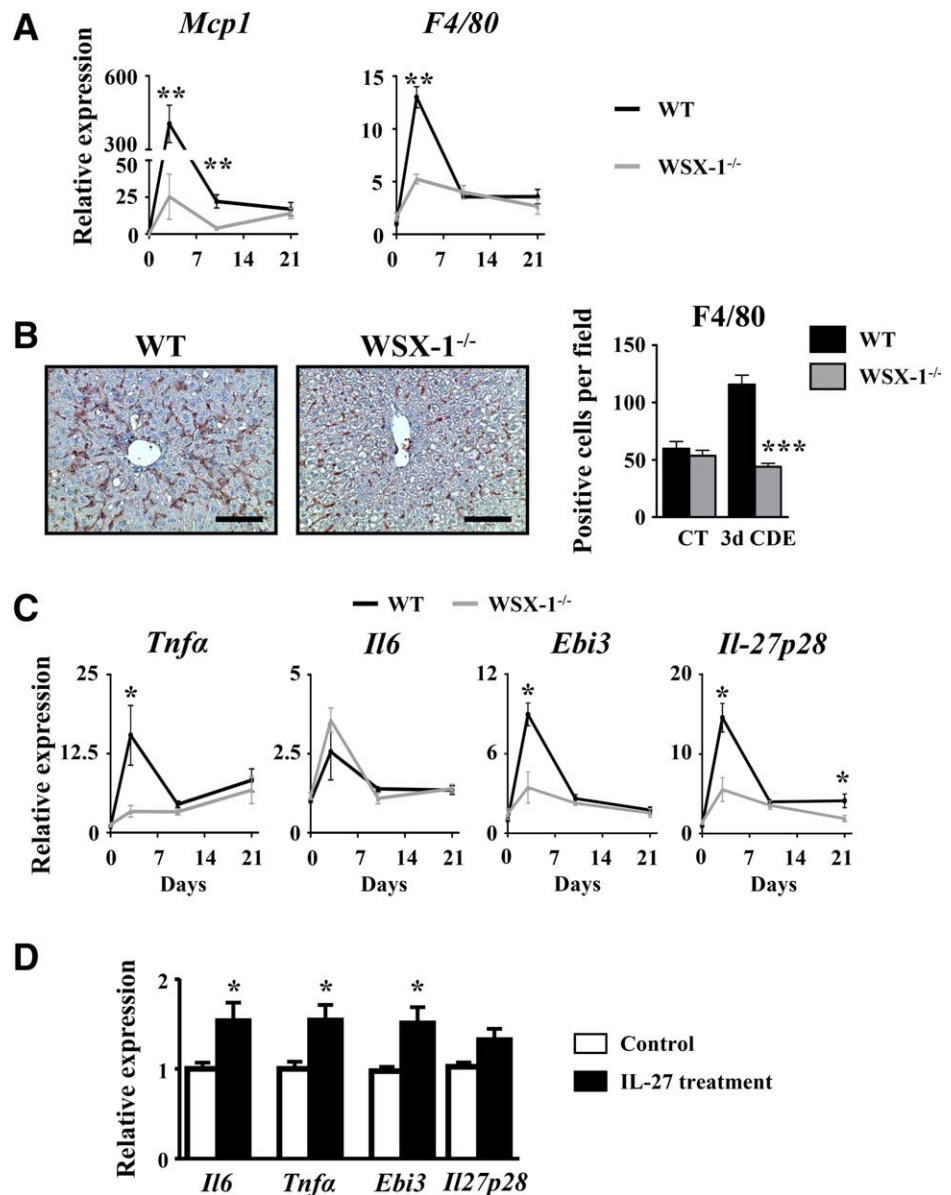 A
Mcp1
F4/80
Relative expression
600
300
50
25
0
**
**
0 7 14 21
15
10
5
0
**
0 7 14 21
WT
WSX-1-/-
B
WT
WSX-1-/-
F4/80
Positive cells per field
150
100
50
0
***
CT 3d CDE
WT
WSX-1-/-
C
WT WSX-1-/-
Tnfα
Il6
Ebi3
Il-27p28
Relative expression
25
12.5
0
*
0 7 14 21
Days
5
2.5
0
0 7 14 21
Days
12
6
0
*
0 7 14 21
Days
20
10
0
*
*
0 7 14 21
Days
D
Relative expression
2
1
0
* * *
Il6 Tnfα Ebi3 Il27p28
Control
IL-27 treatment